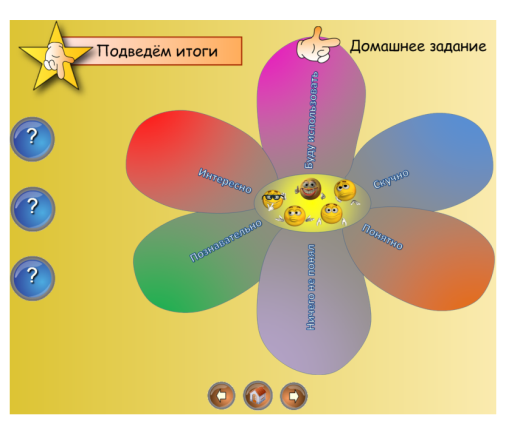 Подведём итоги
Домашнее задание
Буду использовать
Интересно
Скучно
?
?
?
Познавательно
Понятно
Ничего не понял